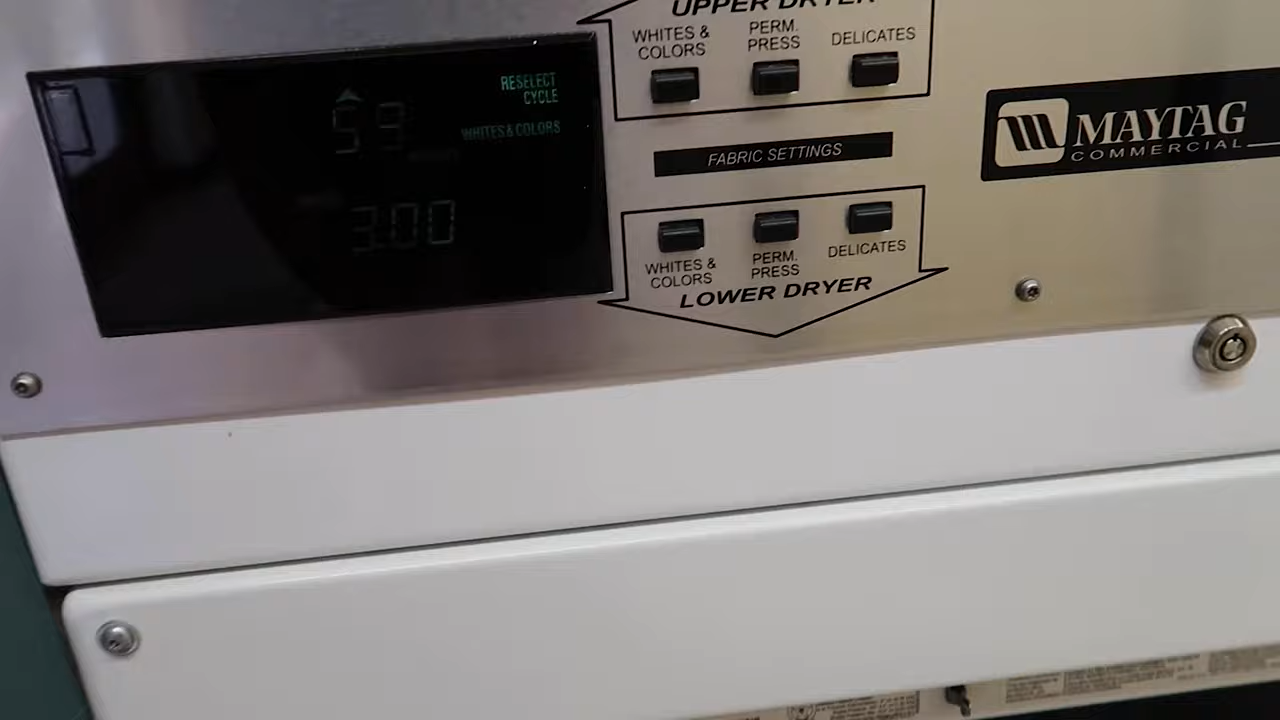 UPPER DRYER
WHITES &
COLORS
PERM.
PRESS
DELICATES
RESELECT
CYCLE
59
WHITES & COLORS
3:00
FABRIC SETTINGS
MAYTAG
COMMERCIAL
WHITES &
COLORS
PERM.
PRESS
DELICATES
LOWER DRYER